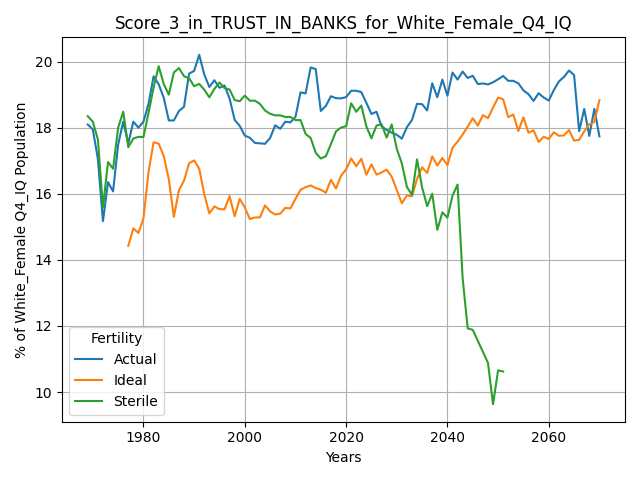 Score_3_in_TRUST_IN_BANKS_for_White_Female_Q4_IQ
% of White_Female Q4_IQ Population
20
18
16
14
12
10
Fertility
Actual
Ideal
Sterile
1980
2000
2020
2040
2060
Years